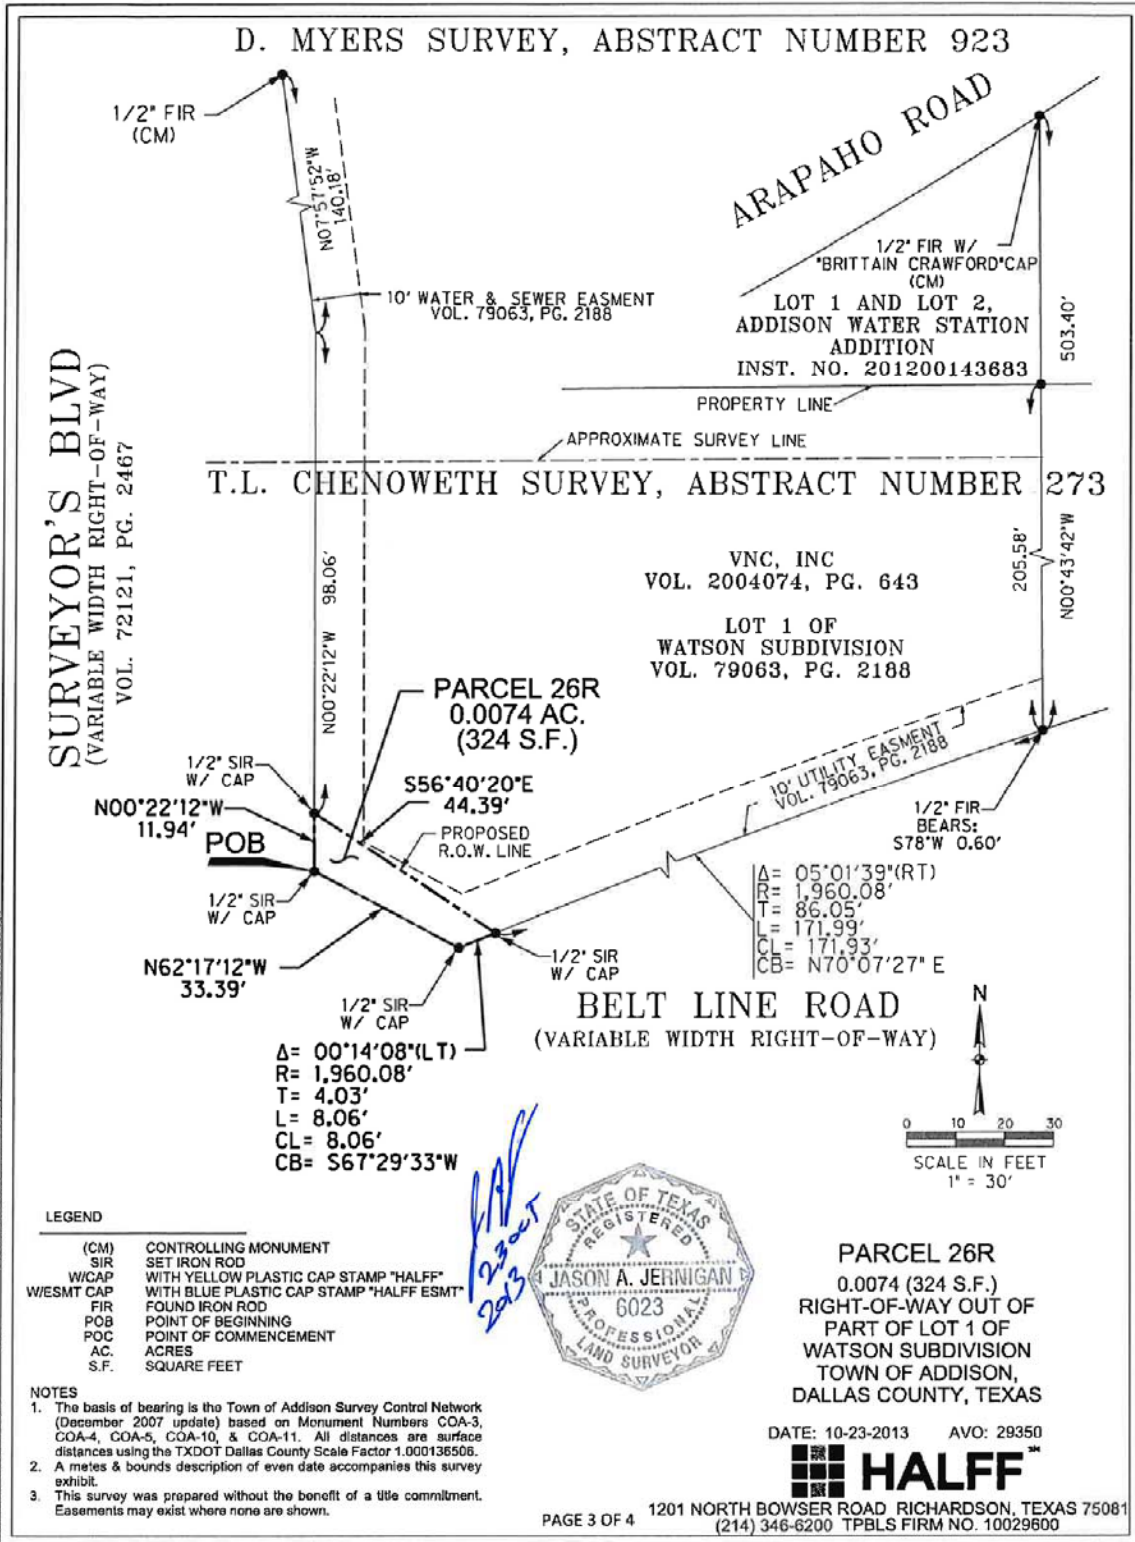 D. MYERS SURVEY, ABSTRACT NUMBER 923
1/2" FIR
(CM)
N07°57'52"W
140.18'
ARAPAHO ROAD
1/2" FIR W/
"BRITTAIN CRAWFORD"CAP
(CM)
10' WATER & SEWER EASMENT
VOL. 79063, PG. 2188
LOT 1 AND LOT 2,
ADDISON WATER STATION
ADDITION
INST. NO. 201200143683
503.40'
PROPERTY LINE
APPROXIMATE SURVEY LINE
SURVEYOR'S BLVD
(VARIABLE WIDTH RIGHT-OF-WAY)
VOL. 72121, PG. 2467
T.L. CHENOWETH SURVEY, ABSTRACT NUMBER 273
N00°22'12"W 98.06'
VNC, INC
VOL. 2004074, PG. 643
LOT 1 OF
WATSON SUBDIVISION
VOL. 79063, PG. 2188
205.58'
N00°43'42"W
PARCEL 26R
0.0074 AC.
(324 S.F.)
1/2" SIR
W/ CAP
S56°40'20"E
44.39'
N00°22'12"W
11.94'
PROPOSED
R.O.W. LINE
POB
10' UTILITY EASMENT
VOL. 79063, PG. 2188
1/2" FIR
BEARS:
S78°W 0.60'
1/2" SIR
W/ CAP
Δ= 05°01'39"(RT)
R= 1,960.08'
T= 86.05'
L= 171.99'
CL= 171.93'
CB= N70°07'27" E
N62°17'12"W
33.39'
1/2" SIR
W/ CAP
1/2" SIR
W/ CAP
BELT LINE ROAD
(VARIABLE WIDTH RIGHT-OF-WAY)
N
Δ= 00°14'08"(LT)
R= 1,960.08'
T= 4.03'
L= 8.06'
CL= 8.06'
CB= S67°29'33"W
0 10 20 30
SCALE IN FEET
1" = 30'
JAJ
23 OCT
2013
STATE OF TEXAS
REGISTERED
JASON A. JERNIGAN
6023
PROFESSIONAL
LAND SURVEYOR
LEGEND
(CM) CONTROLLING MONUMENT
SIR SET IRON ROD
W/CAP WITH YELLOW PLASTIC CAP STAMP "HALFF"
W/ESMT CAP WITH BLUE PLASTIC CAP STAMP "HALFF ESMT"
FIR FOUND IRON ROD
POB POINT OF BEGINNING
POC POINT OF COMMENCEMENT
AC. ACRES
S.F. SQUARE FEET
NOTES
1. The basis of bearing is the Town of Addison Survey Control Network
(December 2007 update) based on Monument Numbers COA-3,
COA-4, COA-5, COA-10, & COA-11. All distances are surface
distances using the TXDOT Dallas County Scale Factor 1.000136506.
2. A metes & bounds description of even date accompanies this survey
exhibit.
3. This survey was prepared without the benefit of a title commitment.
Easements may exist where none are shown.
PARCEL 26R
0.0074 (324 S.F.)
RIGHT-OF-WAY OUT OF
PART OF LOT 1 OF
WATSON SUBDIVISION
TOWN OF ADDISON,
DALLAS COUNTY, TEXAS
DATE: 10-23-2013 AVO: 29350
HALFF
PAGE 3 OF 4
1201 NORTH BOWSER ROAD RICHARDSON, TEXAS 75081
(214) 346-6200 TPBLS FIRM NO. 10029600